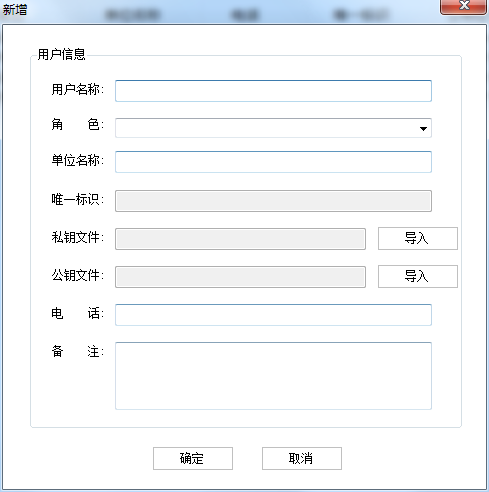 新增
用户信息
用户名称：
角　　色：
单位名称：
唯一标识：
私钥文件： 导入
公钥文件： 导入
电　　话：
备　　注：
确定 取消